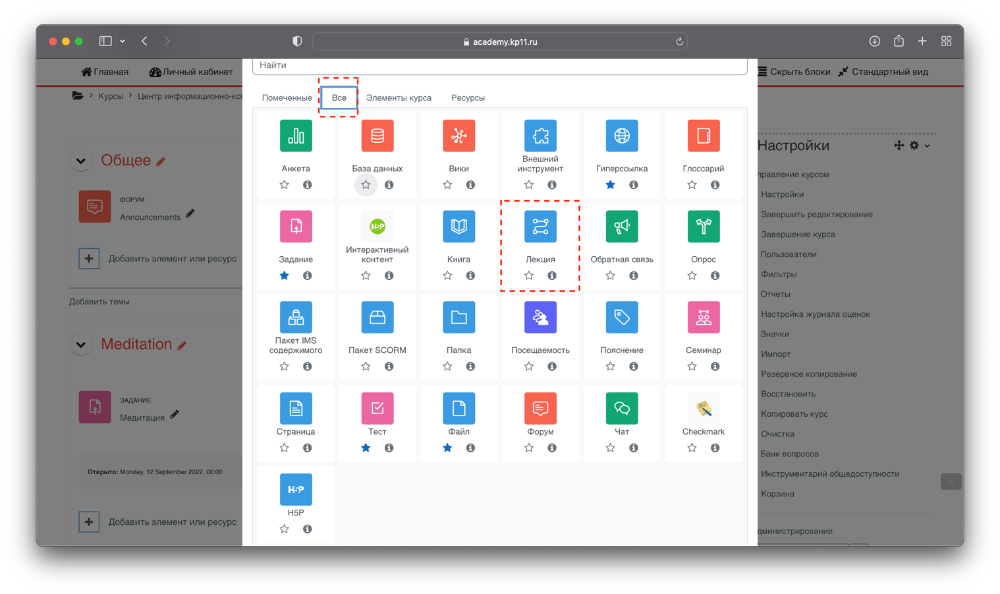 academy.kp11.ru
Главная
Личный кабинет
Скрыть блоки
Стандартный вид
Найти
Курсы
Центр информационно-ко
Помеченные
Все
Элементы курса
Ресурсы
Общее
ФОРУМ
Announcements
Добавить элемент или ресурс
Добавить темы
Meditation
ЗАДАНИЕ
Медитация
Открыто: Monday, 12 September 2022, 00:00
Добавить элемент или ресурс
Анкета
База данных
Вики
Внешний
инструмент
Гиперссылка
Глоссарий
Задание
H5P
Интерактивный
контент
Книга
Лекция
Обратная связь
Опрос
Пакет IMS
содержимого
Пакет SCORM
Папка
Посещаемость
Пояснение
Семинар
Страница
Тест
Файл
Форум
Чат
Checkmark
H5P
H5P
Настройки
правление курсом
Настройки
Завершить редактирование
Завершение курса
Пользователи
Фильтры
Отчеты
Настройка журнала оценок
Значки
Импорт
Резервное копирование
Восстановить
Копировать курс
Очистка
Банк вопросов
Инструментарий общедоступности
Корзина
дминистрирование